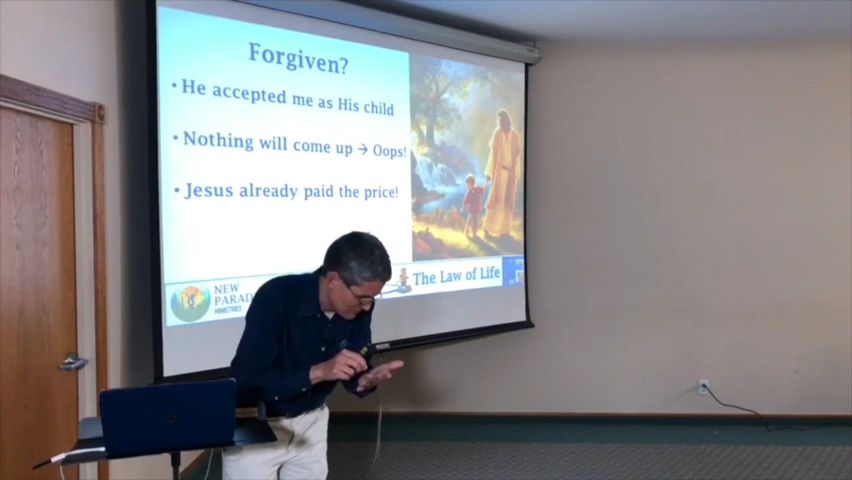 Forgiven?
• He accepted me as His child
• Nothing will come up → Oops!
• Jesus already paid the price!
NEW
PARAD
MINISTRIES
The Law of Life